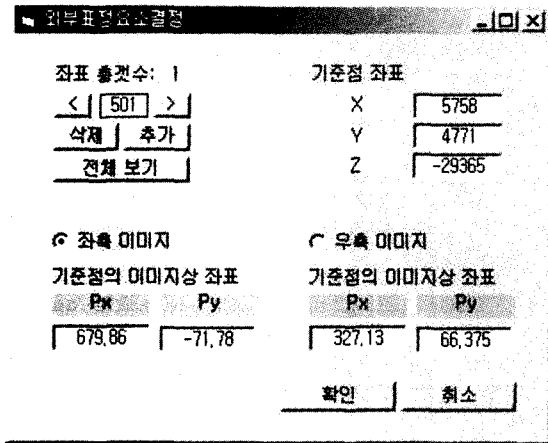 외부표정요소결정
좌표 총갯수: 1
< 501 >
삭제 추가
전체 보기
기준점 좌표
X 5758
Y 4771
Z -29365
좌측 이미지
기준점의 이미지상 좌표
Px Py
679,86 -71,78
우측 이미지
기준점의 이미지상 좌표
Px Py
327,13 66,375
확인 취소